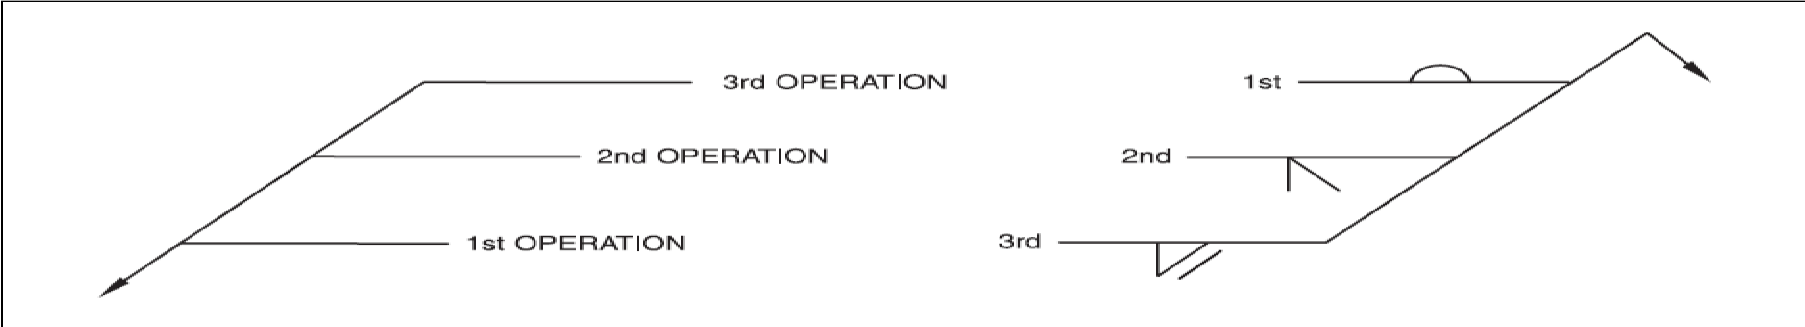 3rd OPERATION
2nd OPERATION
1st OPERATION
1st
2nd
3rd